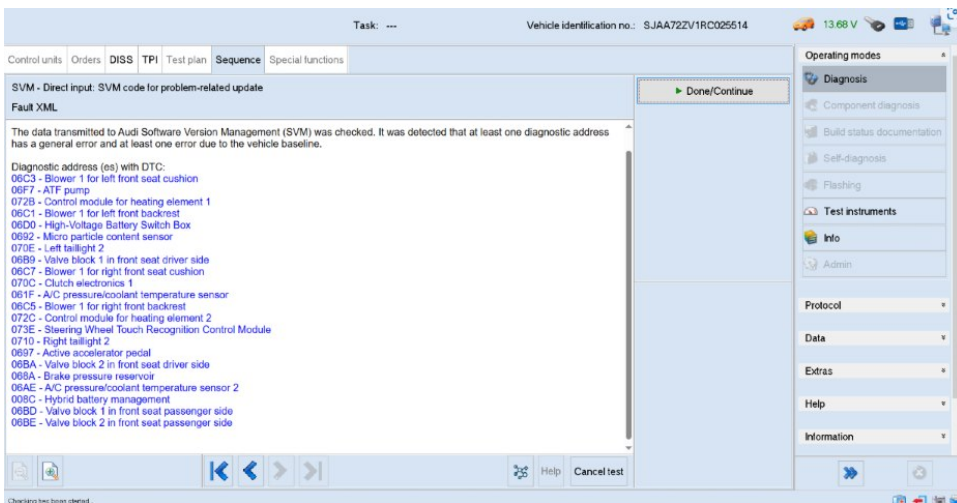 Task: ---
Vehicle identification no.: SJAA72ZV1RC025514
13.68 V
Control units Orders DISS TPI Test plan Sequence Special functions
SVM - Direct input: SVM code for problem-related update
Fault XML
The data transmitted to Audi Software Version Management (SVM) was checked. It was detected that at least one diagnostic address
has a general error and at least one error due to the vehicle baseline.
Diagnostic address (es) with DTC:
06C3 - Blower 1 for left front seat cushion
06F7 - ATF pump
072B - Control module for heating element 1
06C1 - Blower 1 for left front backrest
06D0 - High-Voltage Battery Switch Box
0692 - Micro particle content sensor
070E - Left taillight 2
06B9 - Valve block 1 in front seat driver side
06C7 - Blower 1 for right front seat cushion
070C - Clutch electronics 1
061F - A/C pressure/coolant temperature sensor
06C5 - Blower 1 for right front backrest
072C - Control module for heating element 2
073E - Steering Wheel Touch Recognition Control Module
0710 - Right taillight 2
0697 - Active accelerator pedal
06BA - Valve block 2 in front seat driver side
068A - Brake pressure reservoir
06AE - A/C pressure/coolant temperature sensor 2
008C - Hybrid battery management
06BD - Valve block 1 in front seat passenger side
06BE - Valve block 2 in front seat passenger side
Done/Continue
Operating modes
Diagnosis
Component diagnosis
Build status documentation
Self-diagnosis
Flashing
Test instruments
Info
Admin
Protocol
Data
Extras
Help
Information
Help
Cancel test
Checking has been started...